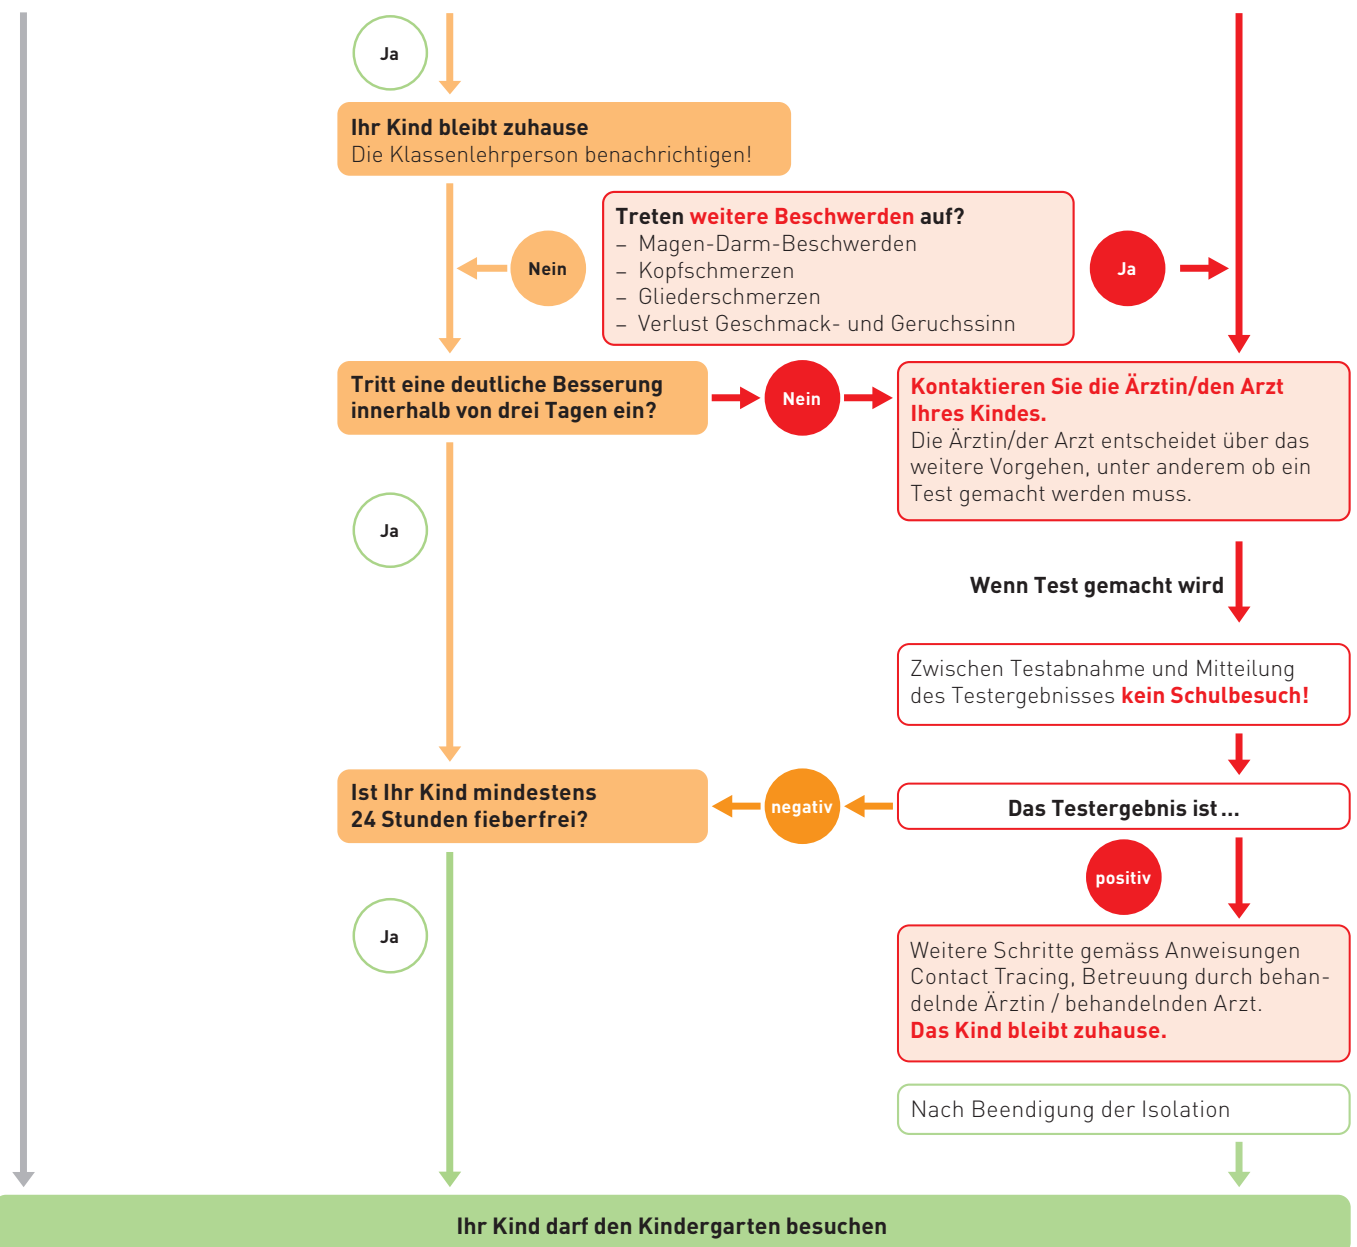 Ja
Ihr Kind bleibt zuhause
Die Klassenlehrperson benachrichtigen!
Treten weitere Beschwerden auf?
– Magen-Darm-Beschwerden
– Kopfschmerzen
– Gliederschmerzen
– Verlust Geschmack- und Geruchssinn
Nein
Ja
Tritt eine deutliche Besserung
innerhalb von drei Tagen ein?
Nein
Kontaktieren Sie die Ärztin/den Arzt
Ihres Kindes.
Die Ärztin/der Arzt entscheidet über das
weitere Vorgehen, unter anderem ob ein
Test gemacht werden muss.
Ja
Wenn Test gemacht wird
Zwischen Testabnahme und Mitteilung
des Testergebnisses kein Schulbesuch!
Ist Ihr Kind mindestens
24 Stunden fieberfrei?
negativ
Das Testergebnis ist ...
positiv
Ja
Weitere Schritte gemäss Anweisungen
Contact Tracing, Betreuung durch behan-
delnde Ärztin / behandelnden Arzt.
Das Kind bleibt zuhause.
Nach Beendigung der Isolation
Ihr Kind darf den Kindergarten besuchen